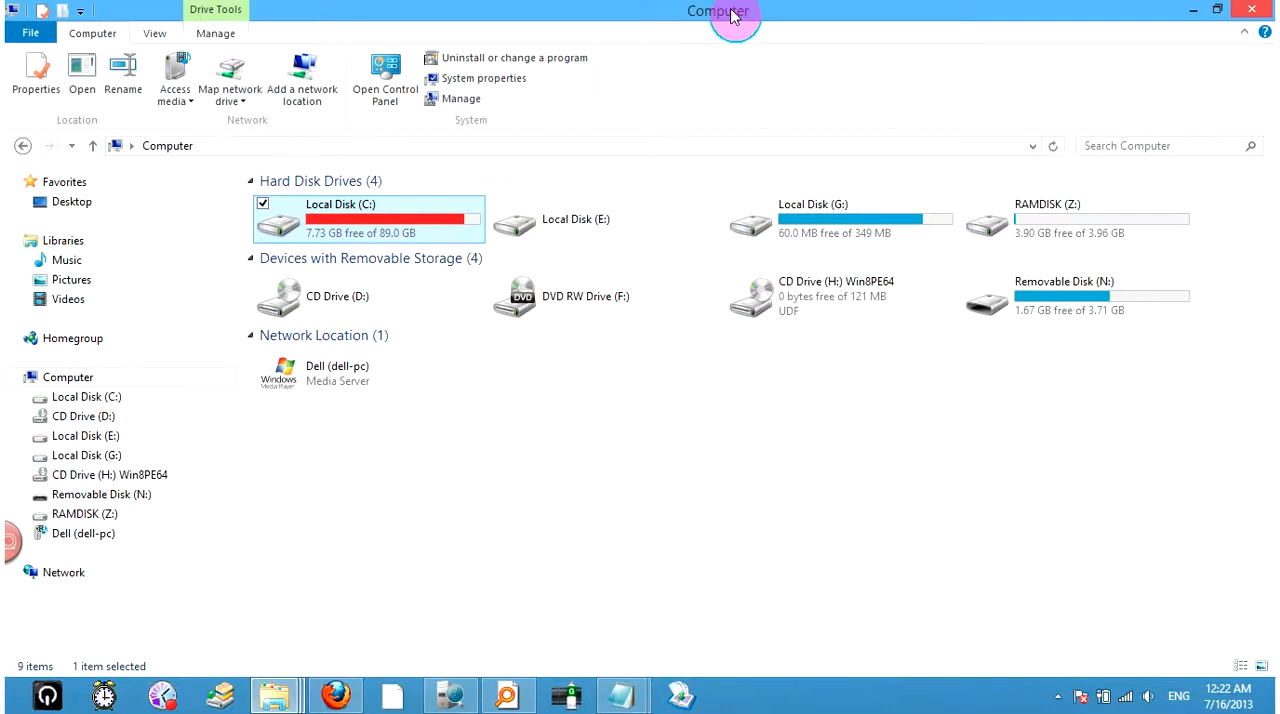 Drive Tools
Computer
File
Computer
View
Manage
Properties
Open
Rename
Access media
Map network drive
Add a network location
Open Control Panel
Uninstall or change a program
System properties
Manage
Location
Network
System
Computer
Search Computer
Favorites
Desktop
Libraries
Music
Pictures
Videos
Homegroup
Computer
Local Disk (C:)
CD Drive (D:)
Local Disk (E:)
Local Disk (G:)
CD Drive (H:) Win8PE64
Removable Disk (N:)
RAMDISK (Z:)
Dell (dell-pc)
Network
Hard Disk Drives (4)
Local Disk (C:)
7.73 GB free of 89.0 GB
Local Disk (E:)
Local Disk (G:)
60.0 MB free of 349 MB
RAMDISK (Z:)
3.90 GB free of 3.96 GB
Devices with Removable Storage (4)
CD Drive (D:)
DVD
DVD RW Drive (F:)
CD Drive (H:) Win8PE64
0 bytes free of 121 MB
UDF
Removable Disk (N:)
1.67 GB free of 3.71 GB
Network Location (1)
Windows
Media Player
Dell (dell-pc)
Media Server
9 items
1 item selected
ENG
12:22 AM
7/16/2013